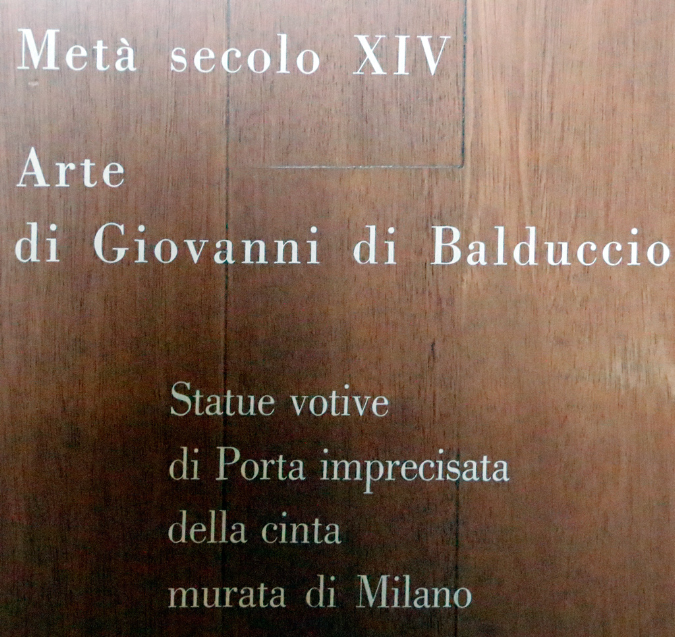 Metà secolo XIV
Arte
di Giovanni di Balduccio
Statue votive
di Porta imprecisata
della cinta
murata di Milano